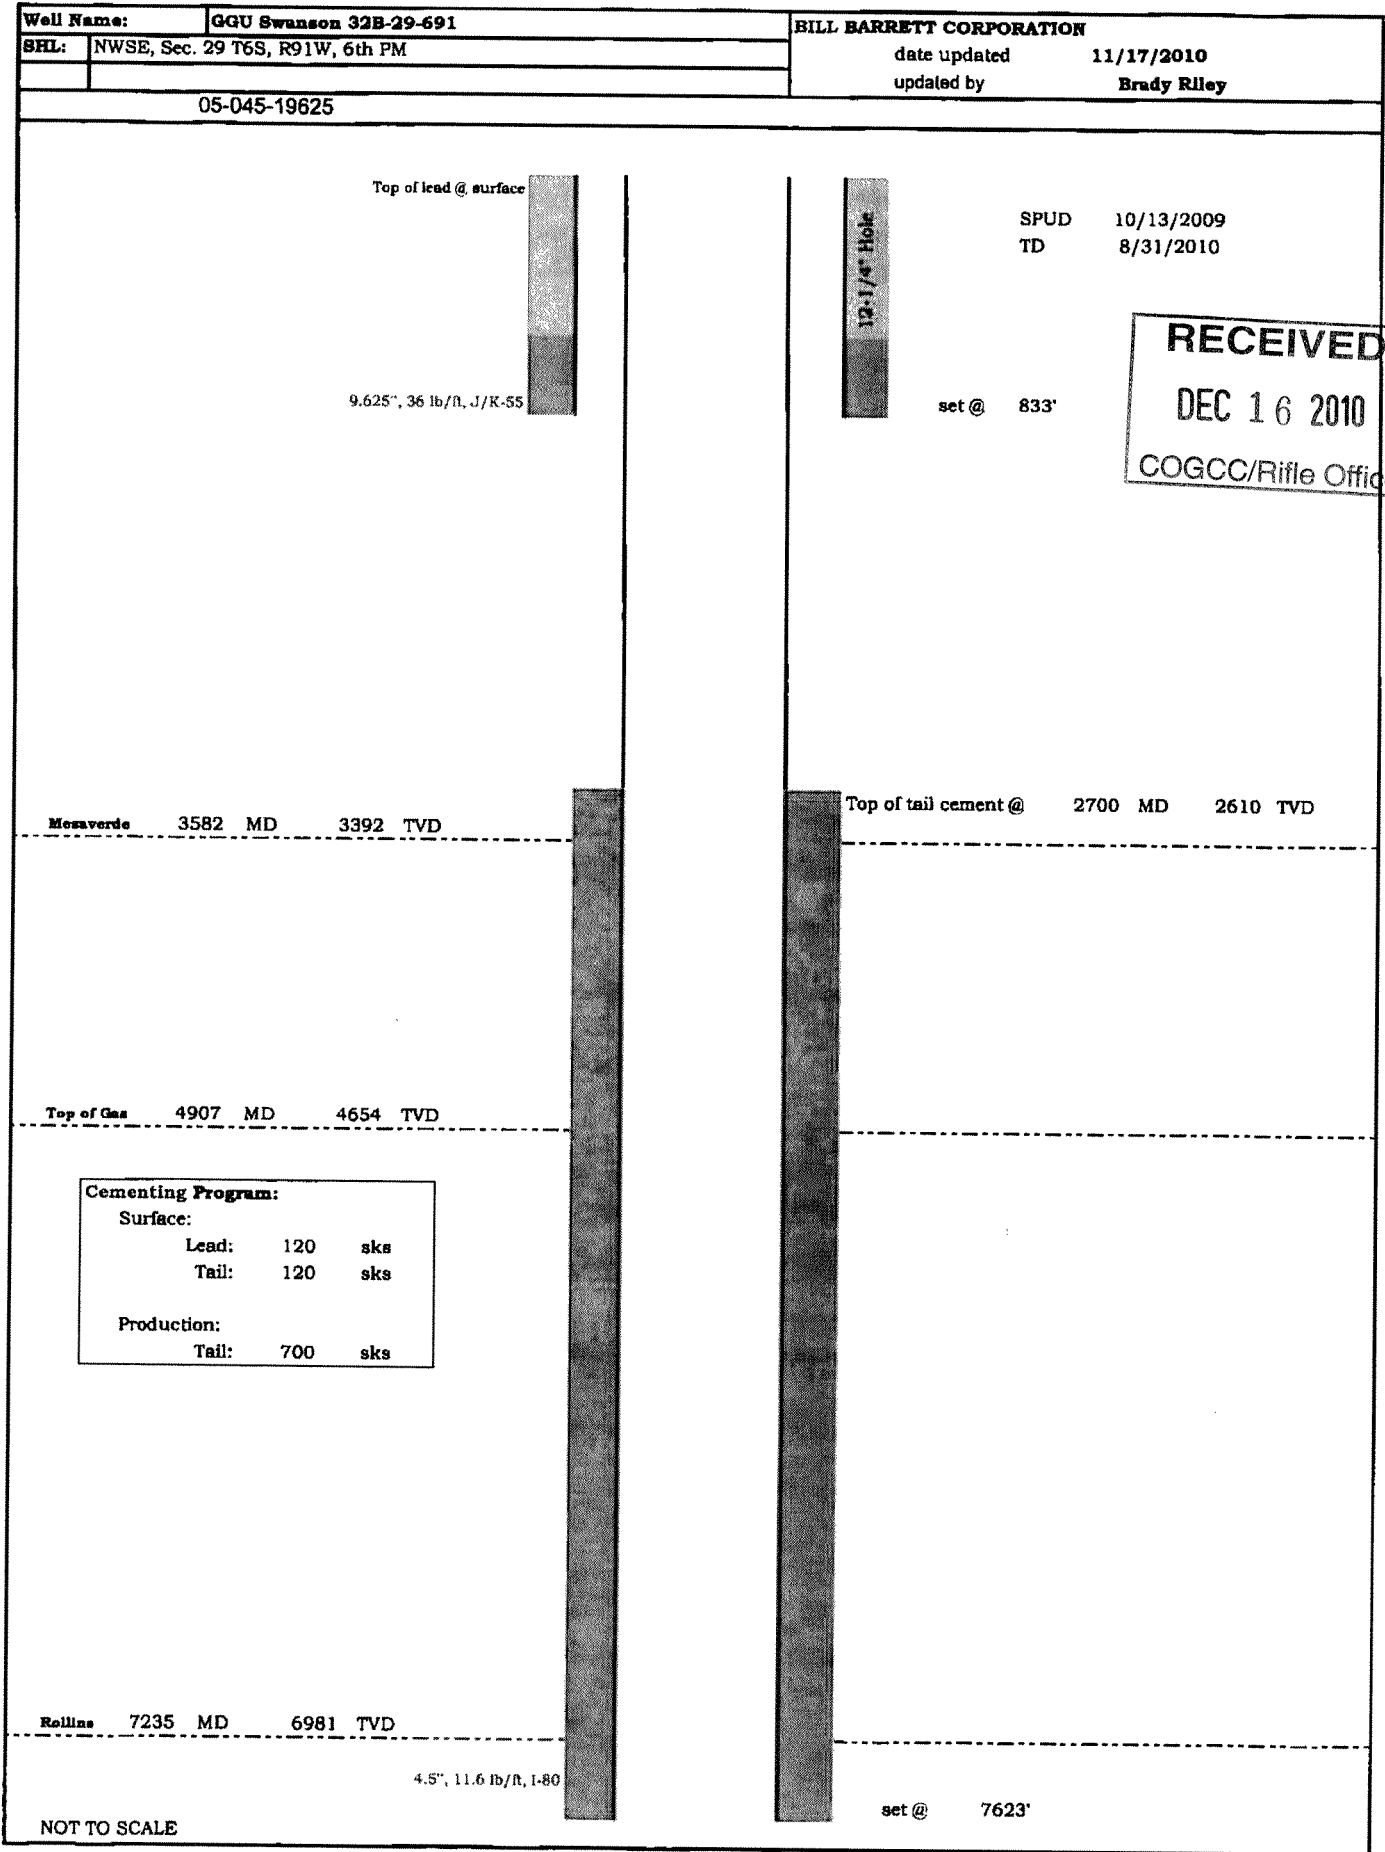 Well Name: GGU Swanson 32B-29-691
BILL BARRETT CORPORATION
SHL: NWSE, Sec. 29 T6S, R91W, 6th PM
date updated 11/17/2010
updated by Brady Riley
05-045-19625
Top of lead @ surface
12-1/4" Hole
SPUD 10/13/2009
TD 8/31/2010
RECEIVED
DEC 16 2010
COGCC/Rifle Offic
9.625", 36 lb/ft, J/K-55
set @ 833'
Top of tail cement @ 2700 MD 2610 TVD
Mesaverde 3582 MD 3392 TVD
Top of Gas 4907 MD 4654 TVD
Cementing Program:
Surface:
Lead: 120 sks
Tail: 120 sks
Production:
Tail: 700 sks
Rollins 7235 MD 6981 TVD
4.5", 11.6 lb/ft, I-80
set @ 7623'
NOT TO SCALE